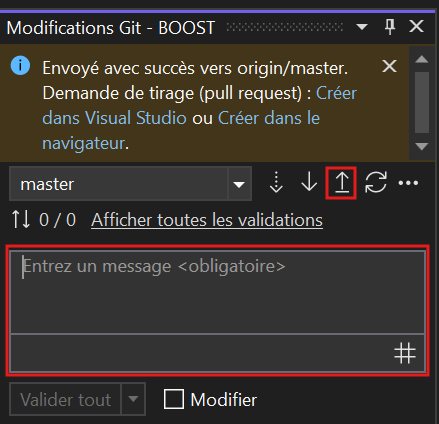 Modifications Git - BOOST
Envoyé avec succès vers origin/master.
Demande de tirage (pull request) : Créer
dans Visual Studio ou Créer dans le
navigateur.
master
0 / 0 Afficher toutes les validations
Entrez un message <obligatoire>
Valider tout
Modifier